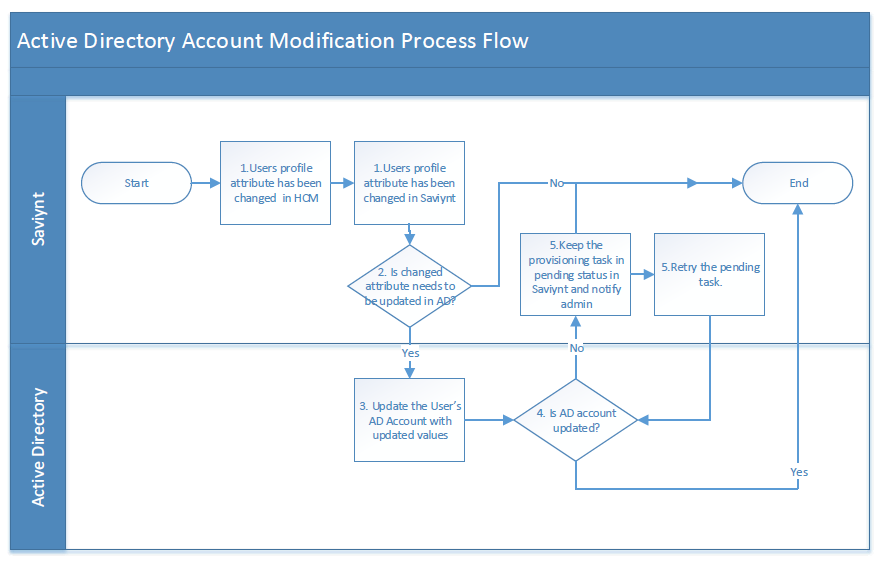 Active Directory Account Modification Process Flow
Saviynt
Start
1.Users profile
attribute has been
changed  in HCM
1.Users profile
attribute has been
changed in Saviynt
No
End
2. Is changed
attribute needs to
be updated in AD?
5.Keep the
provisioning task in
pending status in
Saviynt and notify
admin
5.Retry the pending
task.
Yes
No
Active Directory
3. Update the User's
AD Account with
updated values
4. Is AD account
updated?
Yes